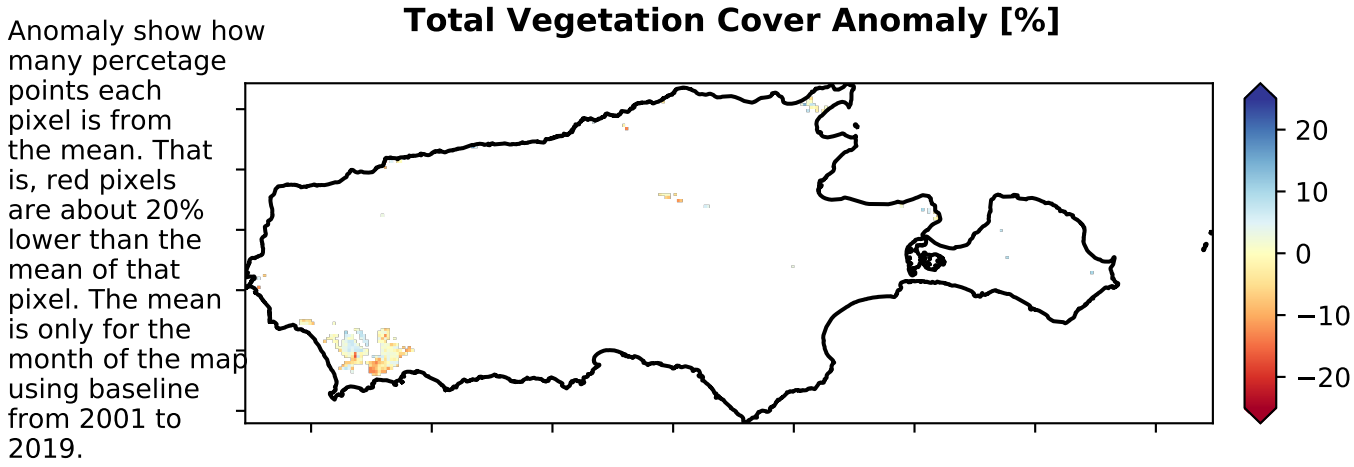 Total Vegetation Cover Anomaly [%]
Anomaly show how
many percetage
points each
pixel is from
the mean. That
is, red pixels
are about 20%
lower than the
mean of that
pixel. The mean
is only for the
month of the map
using baseline
from 2001 to
2019.
20
10
0
−10
−20